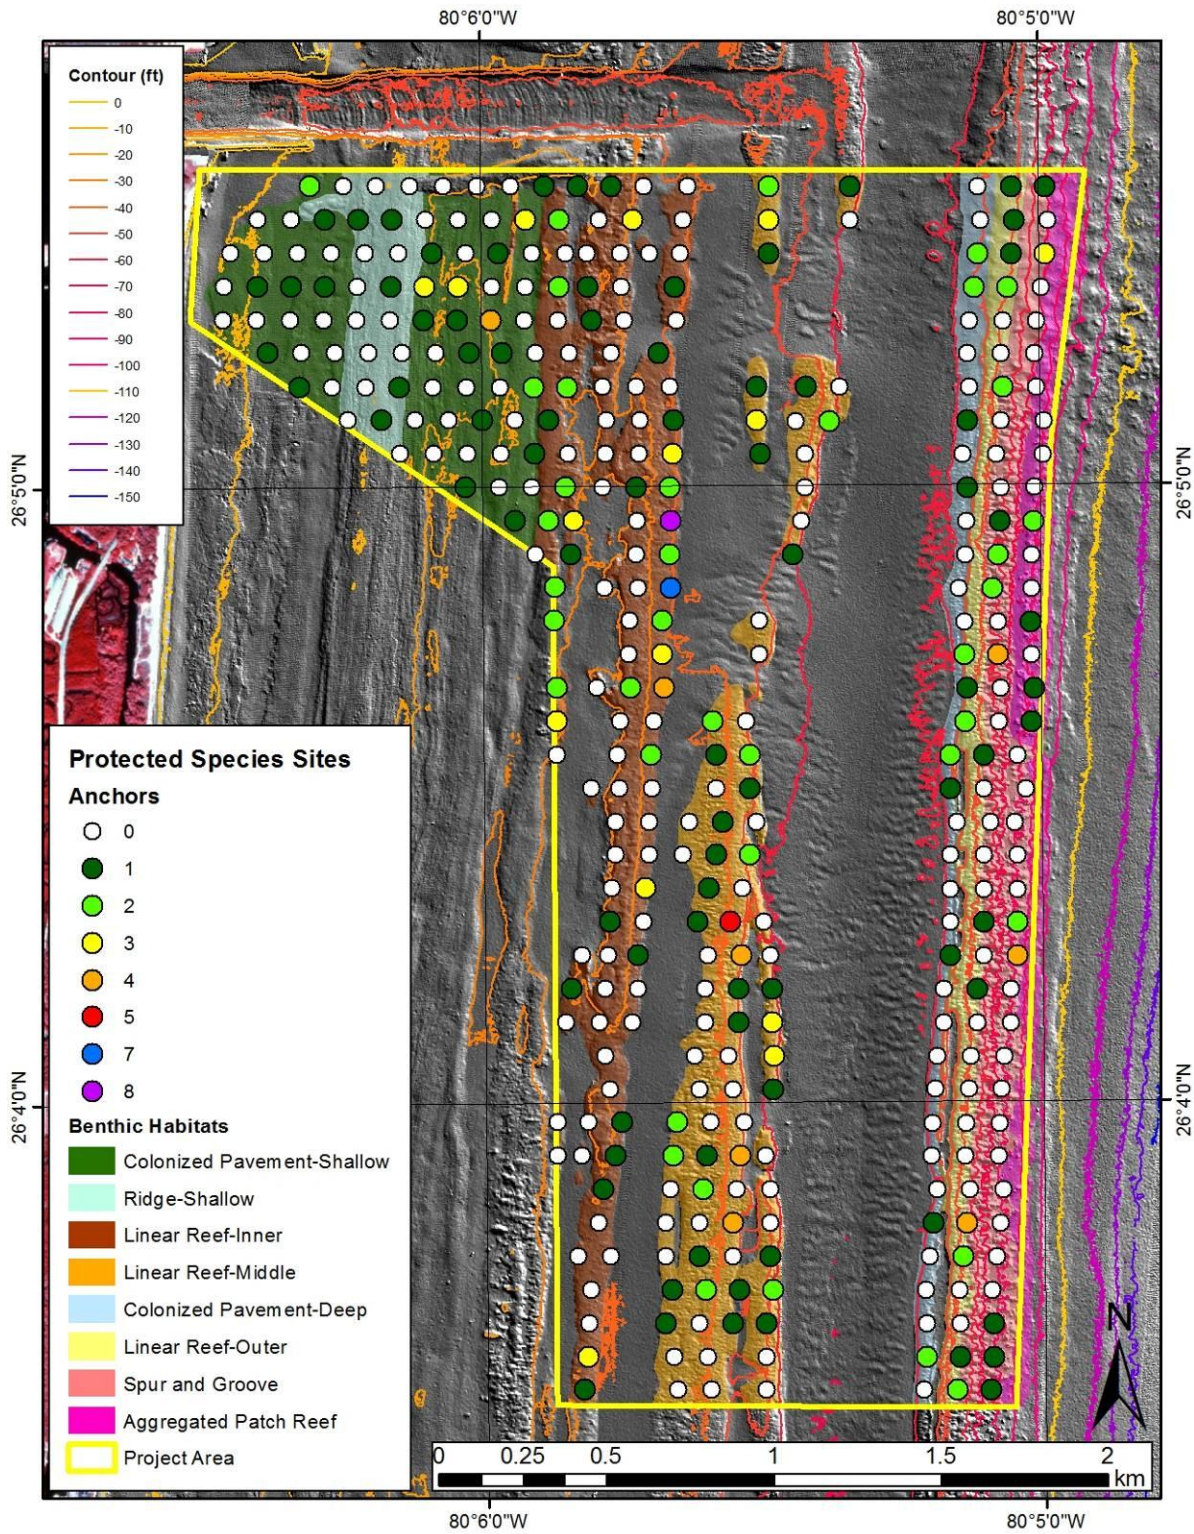 80°6'0"W 80°5'0"W
Contour (ft)
0
-10
-20
-30
-40
-50
-60
-70
-80
-90
-100
-110
-120
-130
-140
-150
26°5'0"N 26°5'0"N
Protected Species Sites
Anchors
0
1
2
3
4
5
7
8
26°4'0"N 26°4'0"N
Benthic Habitats
Colonized Pavement-Shallow
Ridge-Shallow
Linear Reef-Inner
Linear Reef-Middle
Colonized Pavement-Deep
Linear Reef-Outer
Spur and Groove
Aggregated Patch Reef
Project Area
N
0 0.25 0.5 1 1.5 2
km
80°6'0"W 80°5'0"W